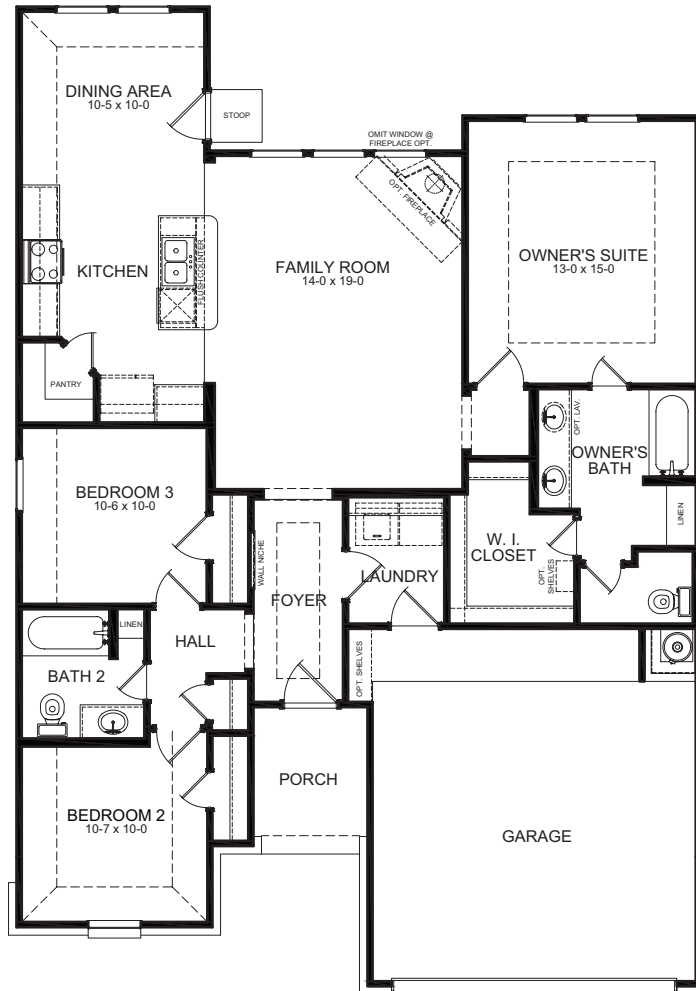 DINING AREA
10-5 x 10-0
STOOP
OMIT WINDOW @
FIREPLACE OPT.
OPT. FIREPLACE
KITCHEN
FLUSH COUNTER
FAMILY ROOM
14-0 x 19-0
OWNER'S SUITE
13-0 x 15-0
PANTRY
OPT. LAV.
OWNER'S
BATH
LINEN
BEDROOM 3
10-6 x 10-0
WALL NICHE
FOYER
LAUNDRY
W. I.
CLOSET
OPT.
SHELVES
LINEN
HALL
BATH 2
OPT. SHELVES
PORCH
BEDROOM 2
10-7 x 10-0
GARAGE